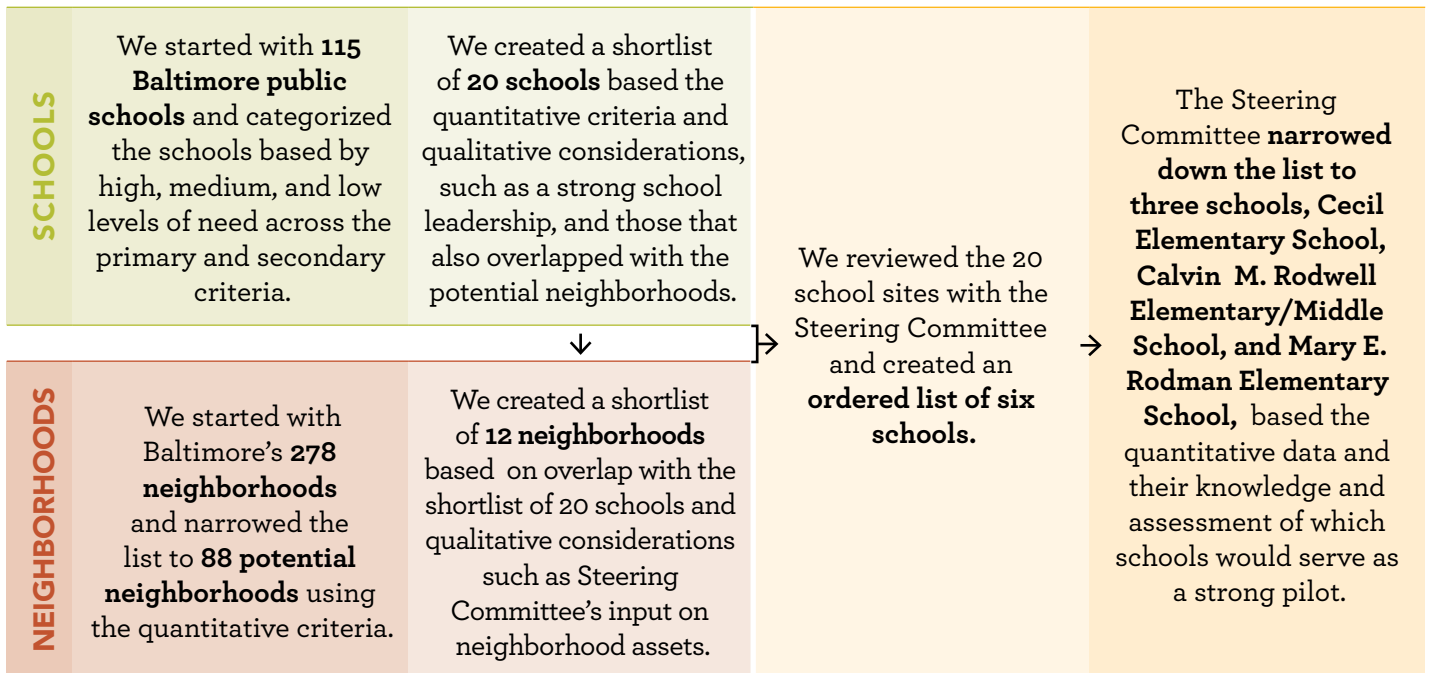 SCHOOLS
We started with 115
Baltimore public
schools and categorized
the schools based by
high, medium, and low
levels of need across the
primary and secondary
criteria.
We created a shortlist
of 20 schools based the
quantitative criteria and
qualitative considerations,
such as a strong school
leadership, and those that
also overlapped with the
potential neighborhoods.
NEIGHBORHOODS
We started with
Baltimore’s 278
neighborhoods
and narrowed the
list to 88 potential
neighborhoods using
the quantitative criteria.
We created a shortlist
of 12 neighborhoods
based on overlap with the
shortlist of 20 schools and
qualitative considerations
such as Steering
Committee’s input on
neighborhood assets.
We reviewed the 20
school sites with the
Steering Committee
and created an
ordered list of six
schools.
The Steering
Committee narrowed
down the list to
three schools, Cecil
Elementary School,
Calvin M. Rodwell
Elementary/Middle
School, and Mary E.
Rodman Elementary
School, based the
quantitative data and
their knowledge and
assessment of which
schools would serve as
a strong pilot.